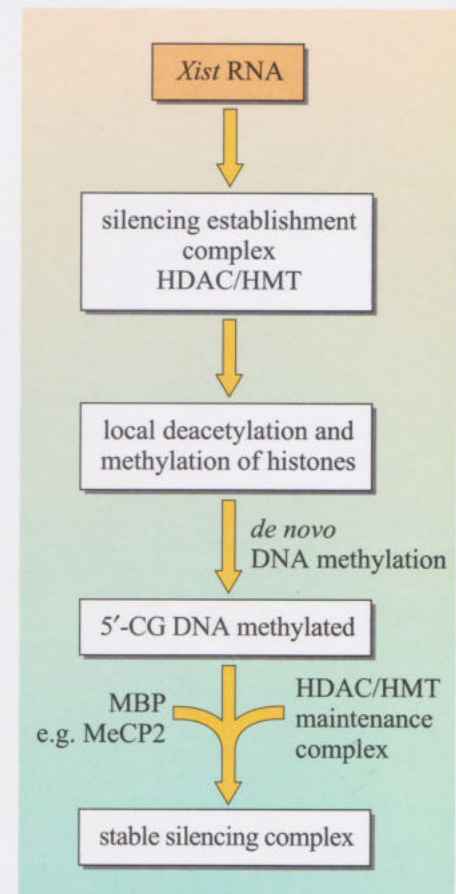 Xist RNA
silencing establishment
complex
HDAC/HMT
local deacetylation and
methylation of histones
de novo
DNA methylation
5′-CG DNA methylated
MBP
e.g. MeCP2
HDAC/HMT
maintenance
complex
stable silencing complex